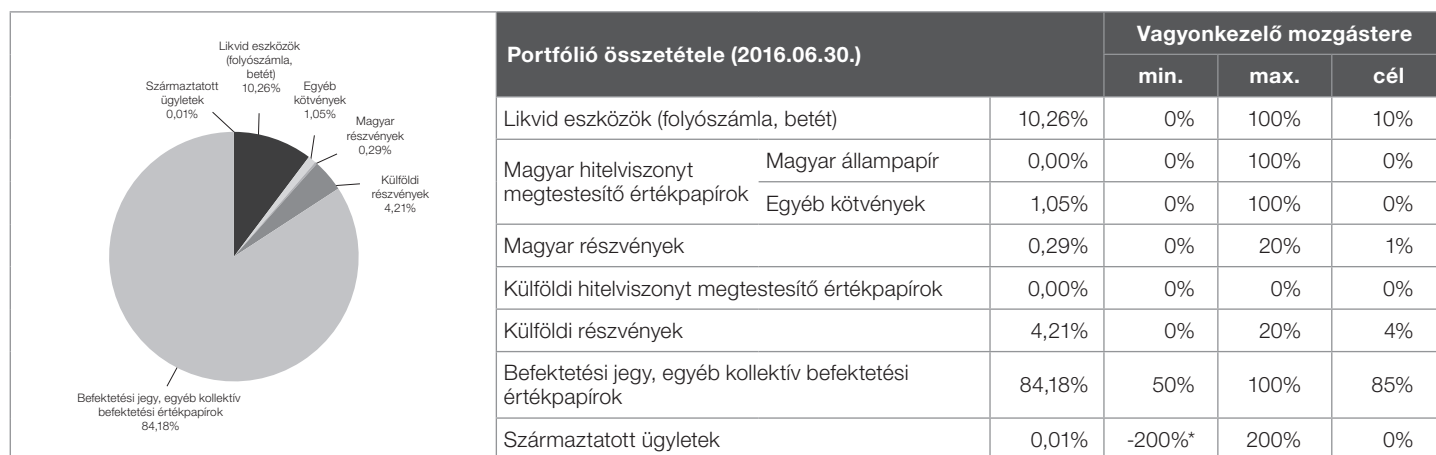 Likvid eszközök
(folyószámla,
betét)
10,26%
Származtatott
ügyletek
0,01%
Egyéb
kötvények
1,05%
Magyar
részvények
0,29%
Külföldi
részvények
4,21%
Befektetési jegy, egyéb kollektív
befektetési értékpapírok
84,18%
Portfólió összetétele (2016.06.30.) Vagyonkezelő mozgástere
min. max. cél
Likvid eszközök (folyószámla, betét) 10,26% 0% 100% 10%
Magyar hitelviszonyt
megtestesítő értékpapírok
Magyar állampapír 0,00% 0% 100% 0%
Egyéb kötvények 1,05% 0% 100% 0%
Magyar részvények 0,29% 0% 20% 1%
Külföldi hitelviszonyt megtestesítő értékpapírok 0,00% 0% 0% 0%
Külföldi részvények 4,21% 0% 20% 4%
Befektetési jegy, egyéb kollektív befektetési
értékpapírok 84,18% 50% 100% 85%
Származtatott ügyletek 0,01% -200%* 200% 0%